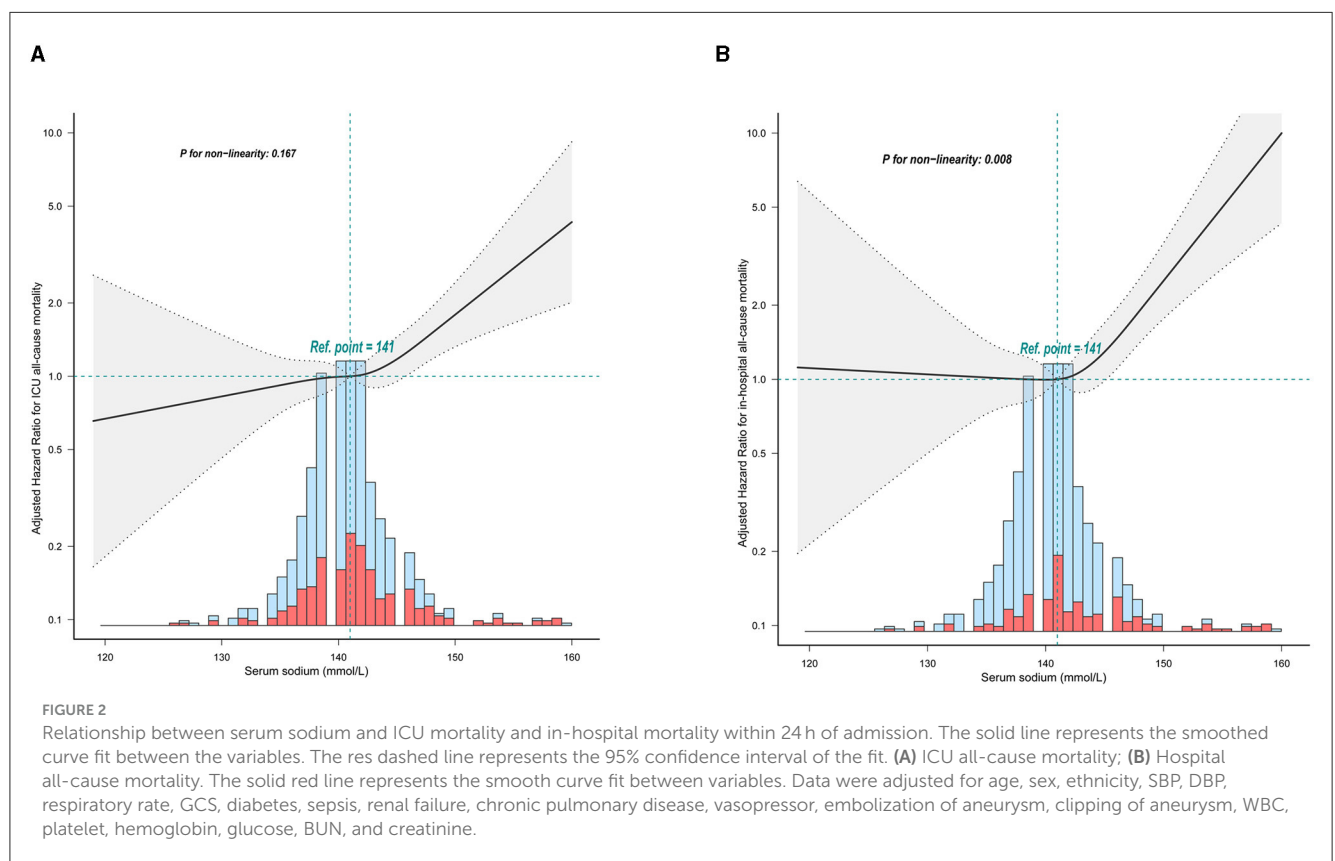 A
B
P for non-linearity: 0.167
P for non-linearity: 0.008
Ref. point = 141
Ref. point = 141
Adjusted Hazard Ratio for ICU all-cause mortality
10.0
5.0
2.0
1.0
0.5
0.2
0.1
120
130
140
150
160
Serum sodium (mmol/L)
Adjusted Hazard Ratio for in-hospital all-cause mortality
10.0
5.0
2.0
1.0
0.5
0.2
0.1
120
130
140
150
160
Serum sodium (mmol/L)
FIGURE 2
Relationship between serum sodium and ICU mortality and in-hospital mortality within 24 h of admission. The solid line represents the smoothed
curve fit between the variables. The res dashed line represents the 95% confidence interval of the fit. (A) ICU all-cause mortality; (B) Hospital
all-cause mortality. The solid red line represents the smooth curve fit between variables. Data were adjusted for age, sex, ethnicity, SBP, DBP,
respiratory rate, GCS, diabetes, sepsis, renal failure, chronic pulmonary disease, vasopressor, embolization of aneurysm, clipping of aneurysm, WBC,
platelet, hemoglobin, glucose, BUN, and creatinine.